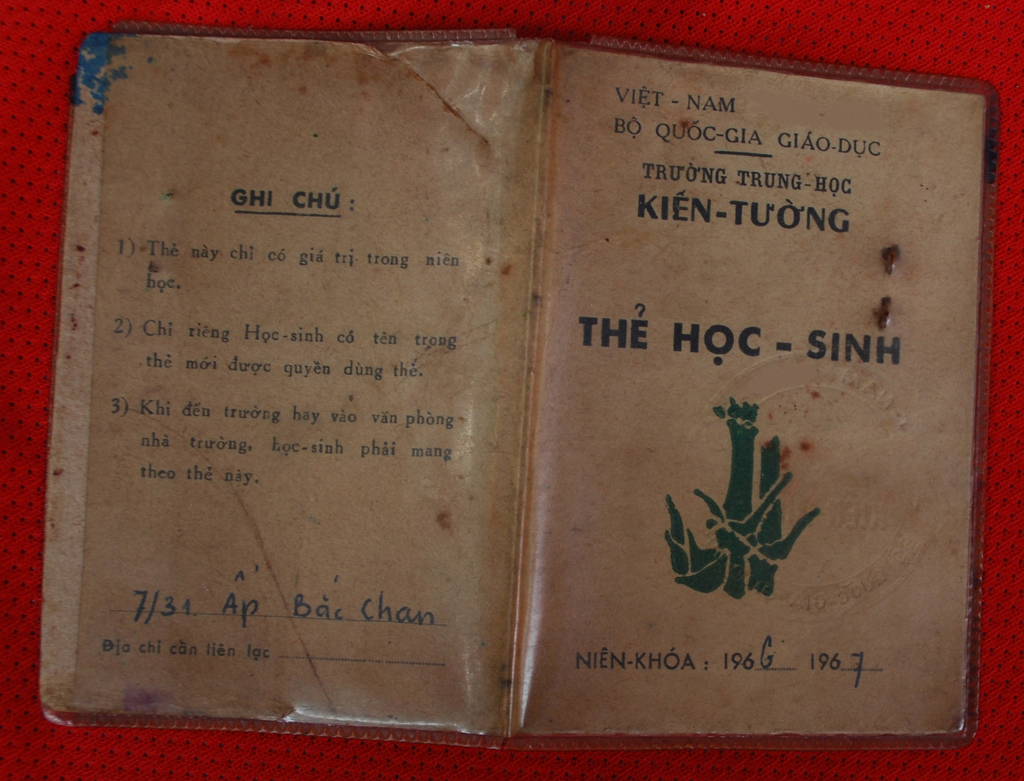 GHI CHÚ :
1) Thẻ này chỉ có giá trị trong niên
học.
2) Chỉ riêng Học-sinh có tên trong
thẻ mới được quyền dùng thẻ.
3) Khi đến trường hay vào văn phòng
nhà trường, học-sinh phải mang
theo thẻ này.
7/31 Ấp Bắc Chan
Địa chỉ cần liên lạc
VIỆT - NAM
BỘ QUỐC-GIA GIÁO-DỤC
TRƯỜNG TRUNG-HỌC
KIẾN-TƯỜNG
THẺ HỌC - SINH
NIÊN-KHÓA : 1966 1967